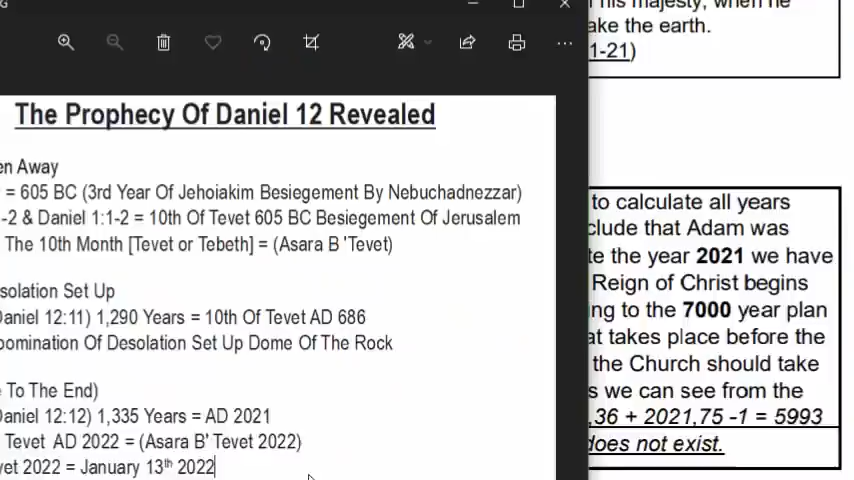 The Prophecy Of Daniel 12 Revealed
en Away
= 605 BC (3rd Year Of Jehoiakim Besiegement By Nebuchadnezzar)
-2 & Daniel 1:1-2 = 10th Of Tevet 605 BC Besiegement Of Jerusalem
The 10th Month [Tevet or Tebeth] = (Asara B 'Tevet)
solation Set Up
aniel 12:11) 1,290 Years = 10th Of Tevet AD 686
omination Of Desolation Set Up Dome Of The Rock
e To The End)
aniel 12:12) 1,335 Years = AD 2021
Tevet AD 2022 = (Asara B' Tevet 2022)
vet 2022 = January 13th 2022
his majesty, when he
ake the earth.
1-21)
to calculate all years
clude that Adam was
te the year 2021 we have
Reign of Christ begins
ing to the 7000 year plan
at takes place before the
the Church should take
s we can see from the
,36 + 2021,75 -1 = 5993
does not exist.